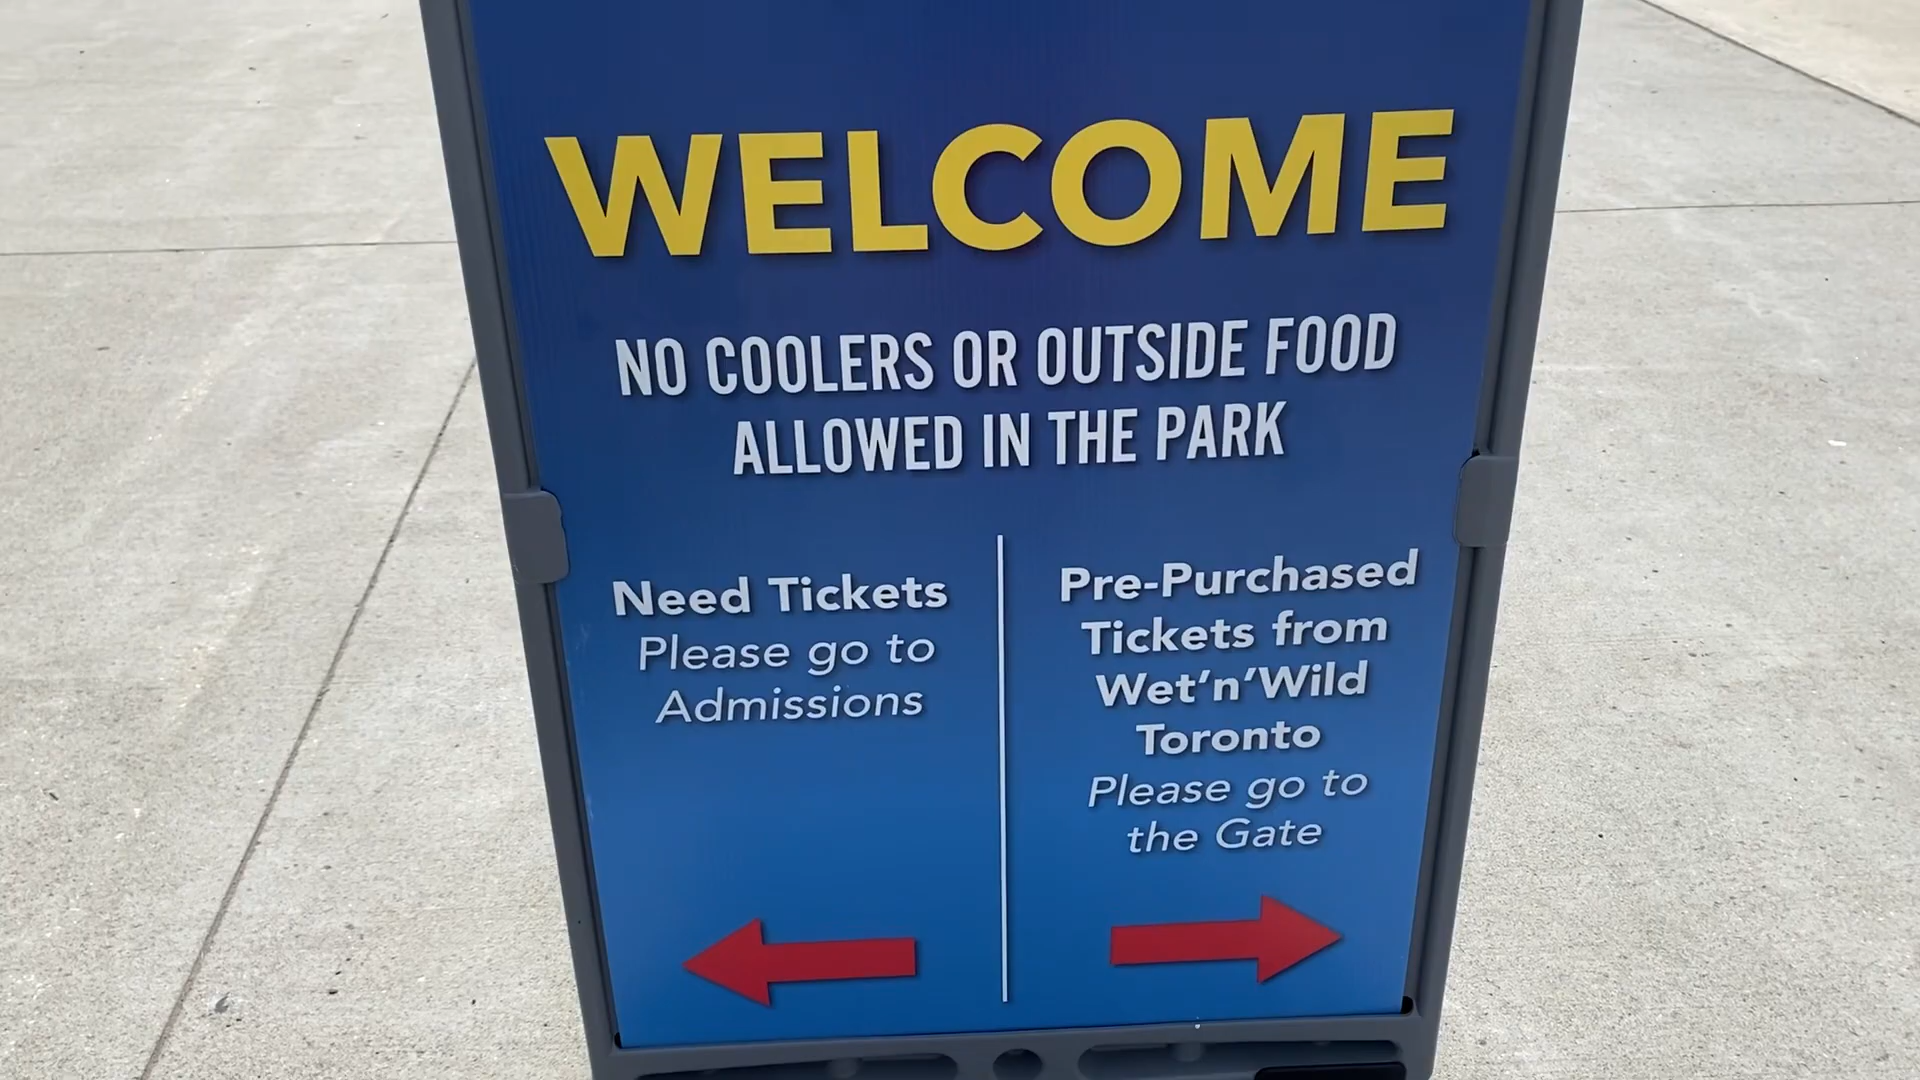 WELCOME
NO COOLERS OR OUTSIDE FOOD
ALLOWED IN THE PARK
Need Tickets
Please go to
Admissions
Pre-Purchased
Tickets from
Wet'n'Wild
Toronto
Please go to
the Gate